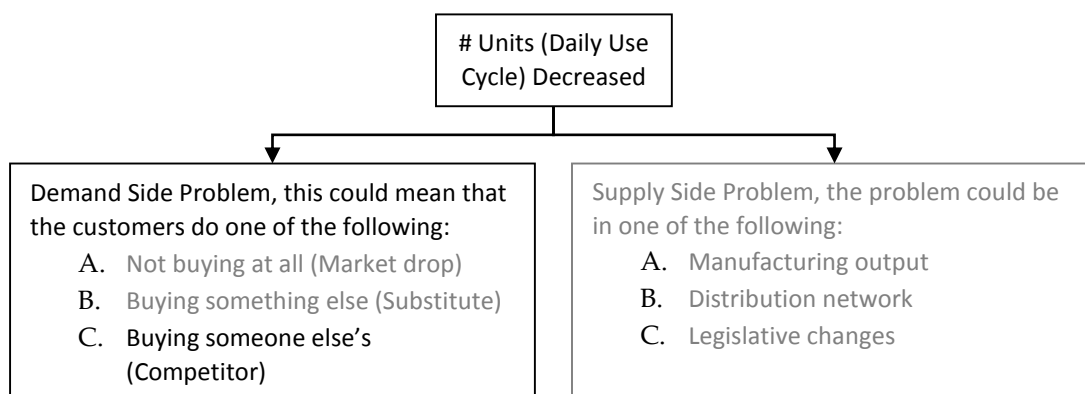 # Units (Daily Use
Cycle) Decreased
Demand Side Problem, this could mean that
the customers do one of the following:
A. Not buying at all (Market drop)
B. Buying something else (Substitute)
C. Buying someone else's
(Competitor)
Supply Side Problem, the problem could be
in one of the following:
A. Manufacturing output
B. Distribution network
C. Legislative changes